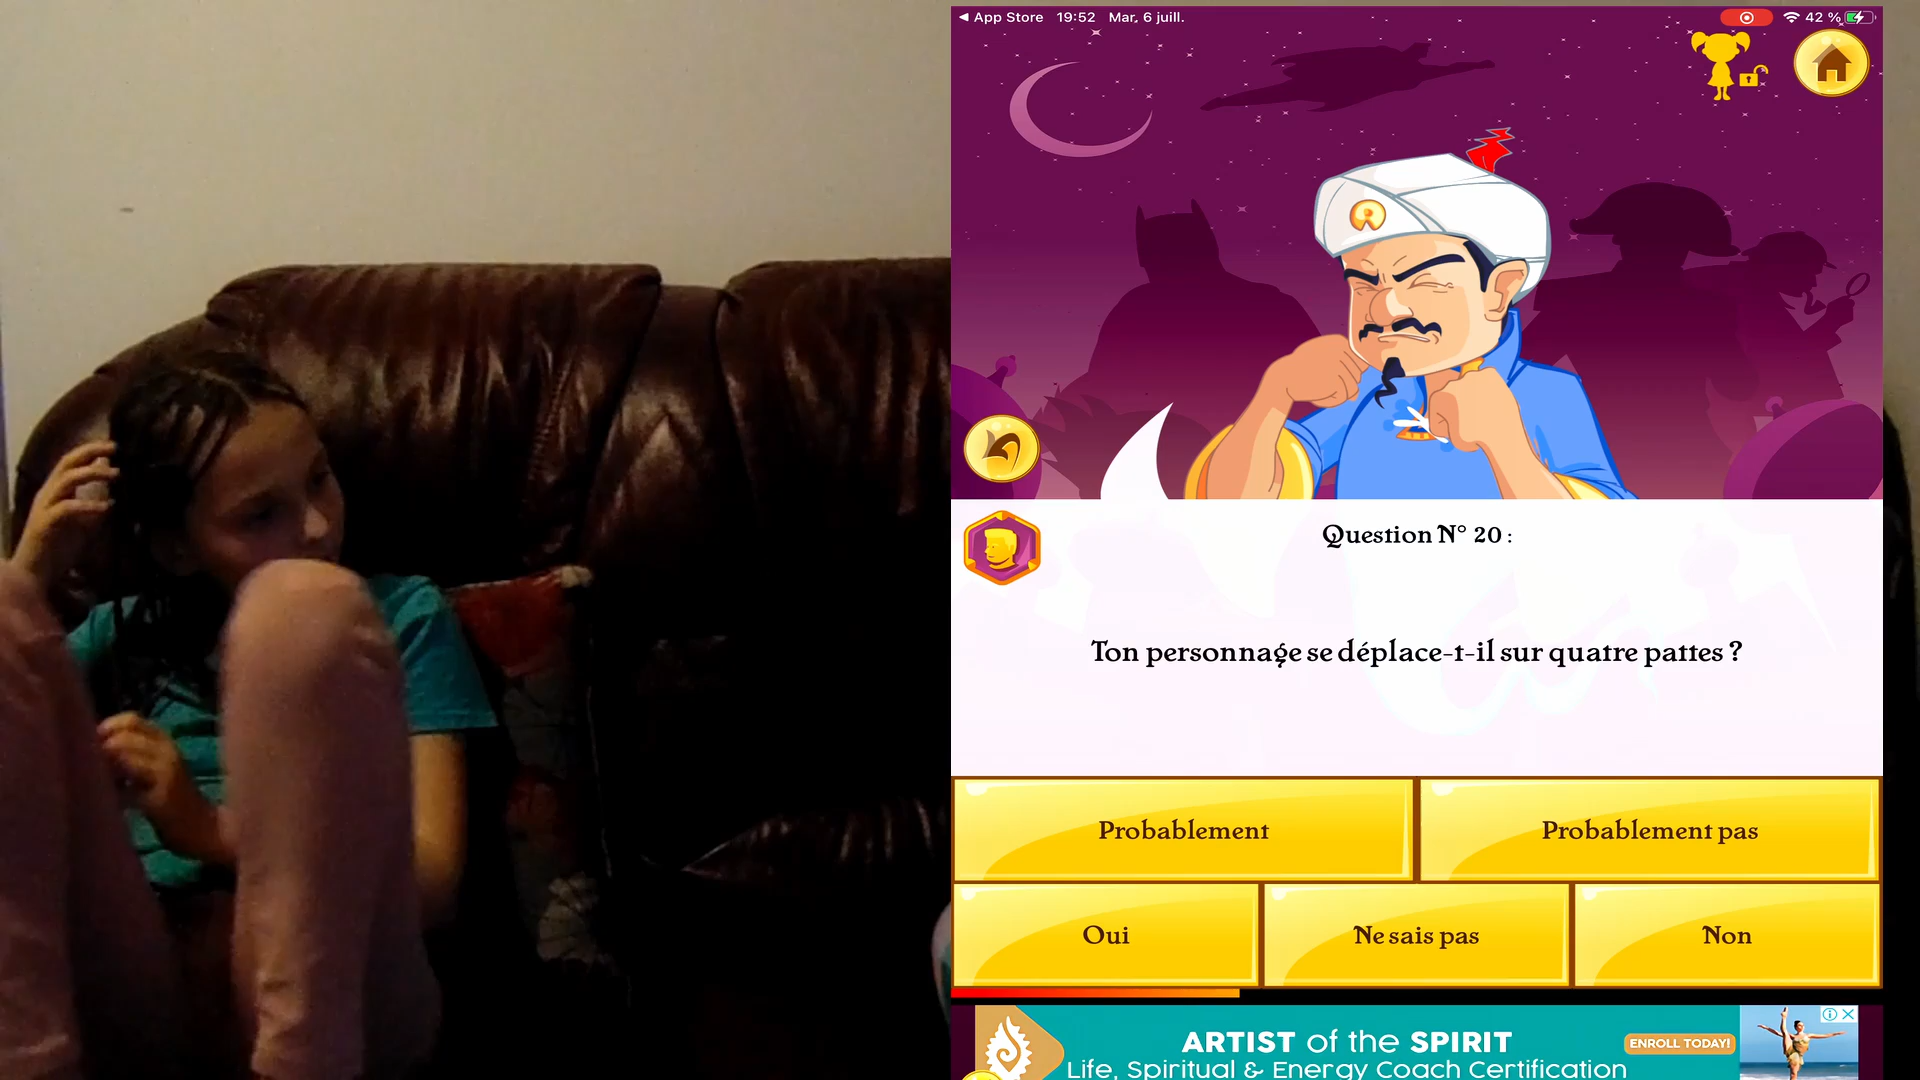 ◀ App Store 19:52 Mar. 6 juill. 42 %
Question N° 20 :
Ton personnage se déplace-t-il sur quatre pattes ?
Probablement
Probablement pas
Oui
Ne sais pas
Non
ARTIST of the SPIRIT
Life, Spiritual & Energy Coach Certification
ENROLL TODAY!